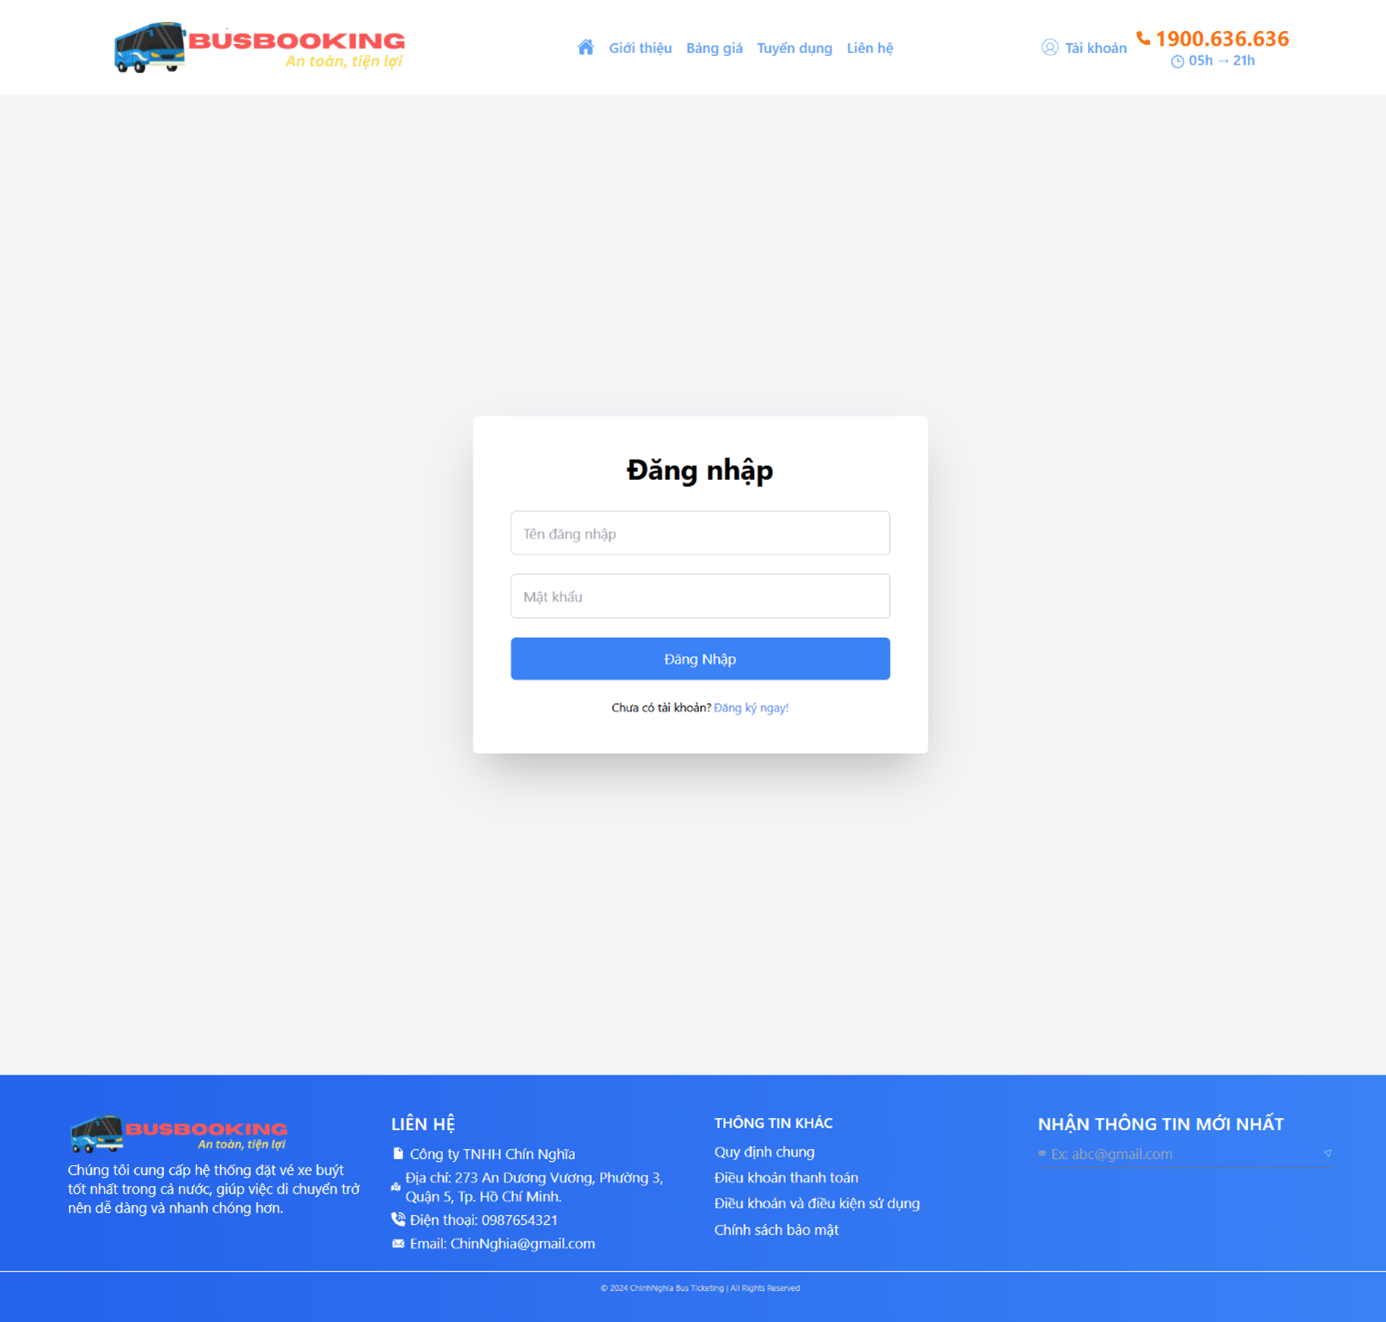 BUSBOOKING
An toàn, tiện lợi
Giới thiệu
Bảng giá
Tuyển dụng
Liên hệ
Tài khoản
1900.636.636
05h → 21h
Đăng nhập
Tên đăng nhập
Mật khẩu
Đăng Nhập
Chưa có tài khoản? Đăng ký ngay!
BUSBOOKING
An toàn, tiện lợi
Chúng tôi cung cấp hệ thống đặt vé xe buýt
tốt nhất trong cả nước, giúp việc di chuyển trở
nên dễ dàng và nhanh chóng hơn.
LIÊN HỆ
Công ty TNHH Chín Nghĩa
Địa chỉ: 273 An Dương Vương, Phường 3,
Quận 5, Tp. Hồ Chí Minh.
Điện thoại: 0987654321
Email: ChinNghia@gmail.com
THÔNG TIN KHÁC
Quy định chung
Điều khoản thanh toán
Điều khoản và điều kiện sử dụng
Chính sách bảo mật
NHẬN THÔNG TIN MỚI NHẤT
Ex: abc@gmail.com
© 2024 ChinhNghia Bus Ticketing | All Rights Reserved